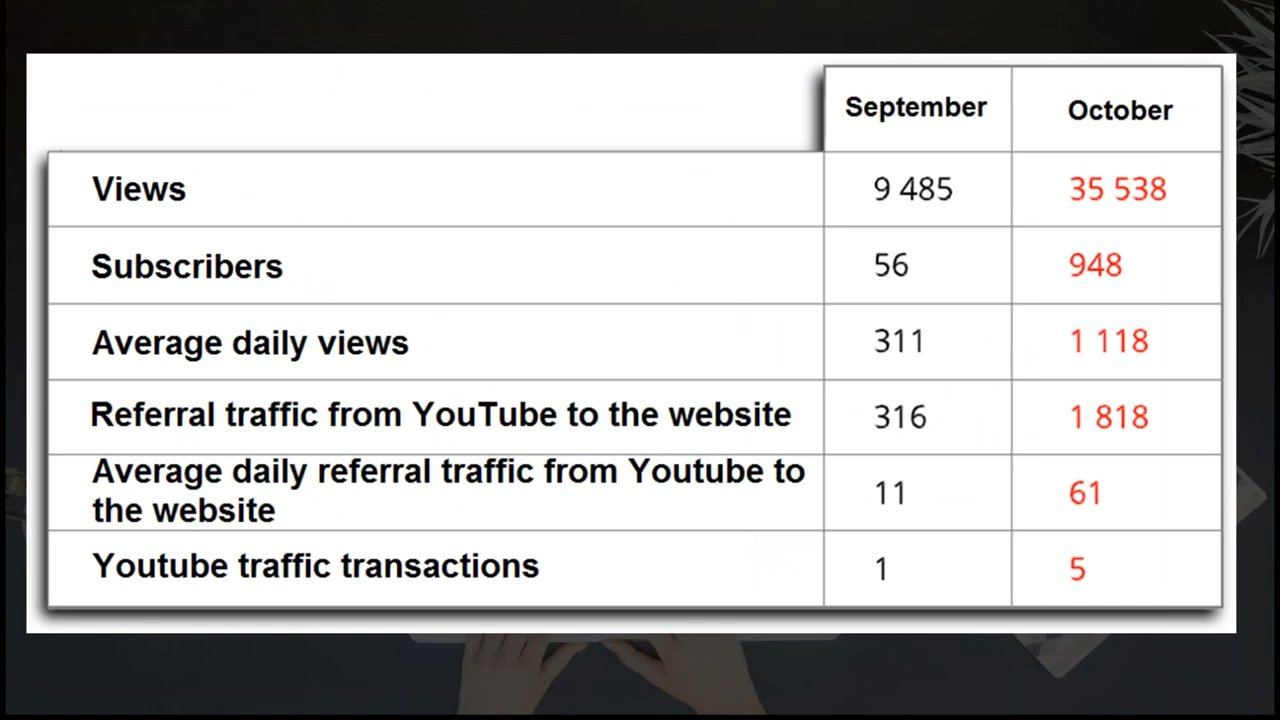 September October
Views 9 485 35 538
Subscribers 56 948
Average daily views 311 1 118
Referral traffic from YouTube to the website 316 1 818
Average daily referral traffic from Youtube to
the website 11 61
Youtube traffic transactions 1 5